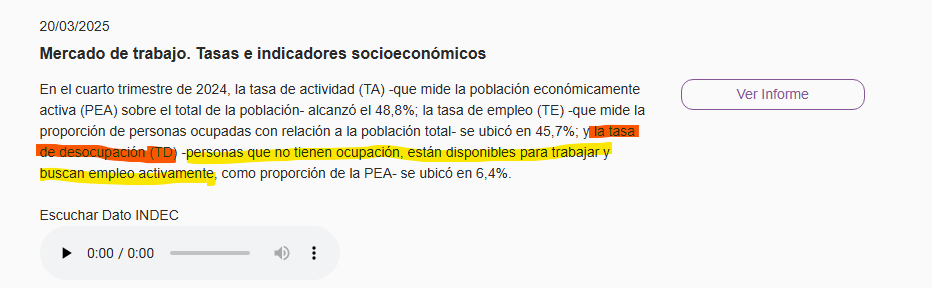 20/03/2025
Mercado de trabajo. Tasas e indicadores socioeconómicos
En el cuarto trimestre de 2024, la tasa de actividad (TA) -que mide la población económicamente
activa (PEA) sobre el total de la población- alcanzó el 48,8%; la tasa de empleo (TE) -que mide la
proporción de personas ocupadas con relación a la población total- se ubicó en 45,7%; y la tasa
de desocupación (TD) -personas que no tienen ocupación, están disponibles para trabajar y
buscan empleo activamente, como proporción de la PEA- se ubicó en 6,4%.
Ver Informe
Escuchar Dato INDEC
0:00 / 0:00